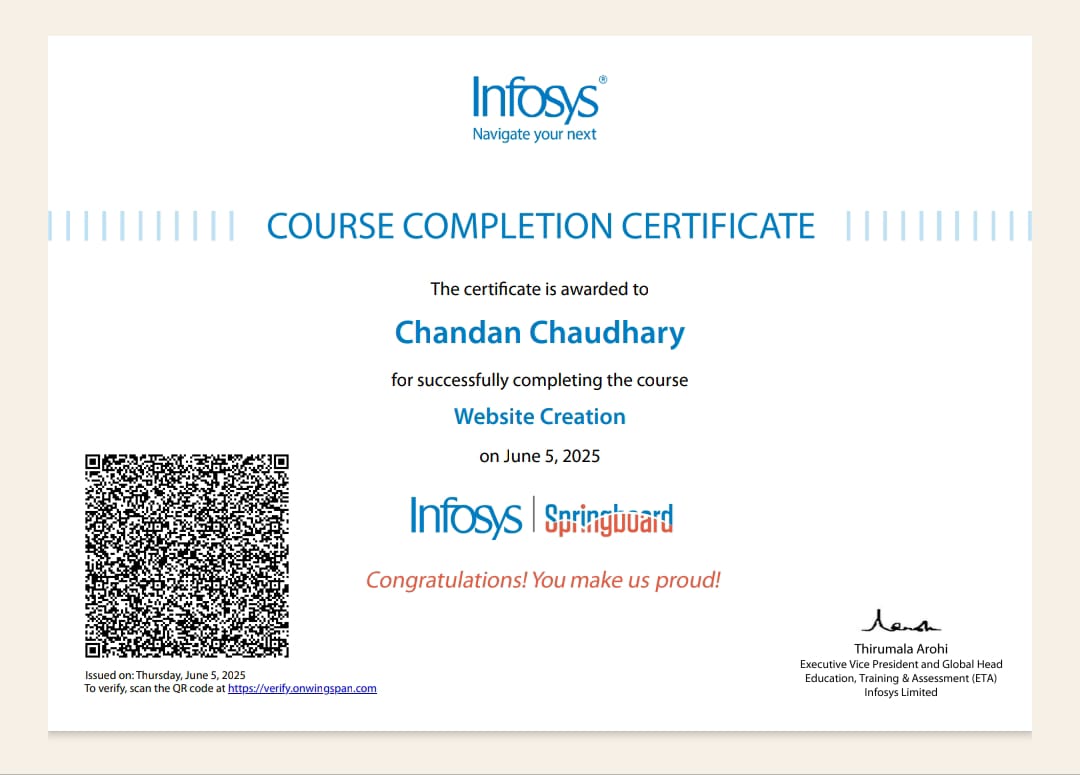 Infosys®
Navigate your next
COURSE COMPLETION CERTIFICATE
The certificate is awarded to
Chandan Chaudhary
for successfully completing the course
Website Creation
on June 5, 2025
Infosys | Springboard
Congratulations! You make us proud!
Issued on: Thursday, June 5, 2025
To verify, scan the QR code at https://verify.onwingspan.com
Thirumala Arohi
Executive Vice President and Global Head
Education, Training & Assessment (ETA)
Infosys Limited